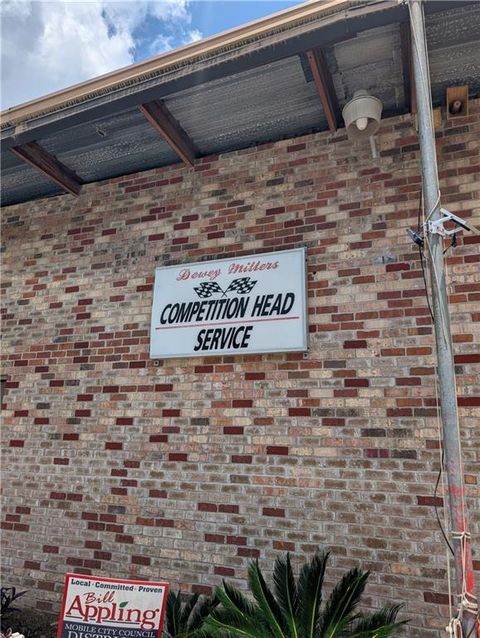 Dewey Millers
COMPETITION HEAD
SERVICE
Local · Committed · Proven
Bill
Appling
MOBILE CITY COUNCIL